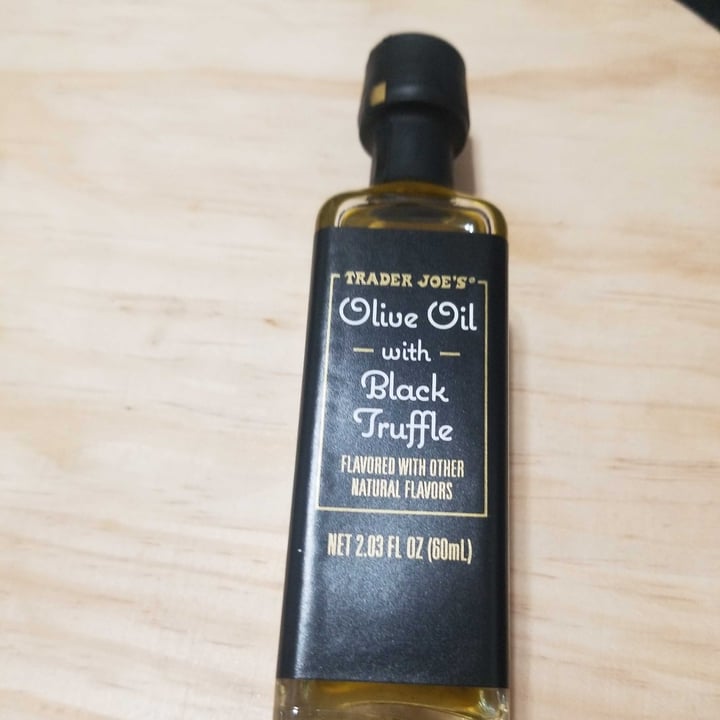 TRADER JOE'S®
Olive Oil
with
Black
Truffle
FLAVORED WITH OTHER
NATURAL FLAVORS
NET 2.03 FL OZ (60mL)